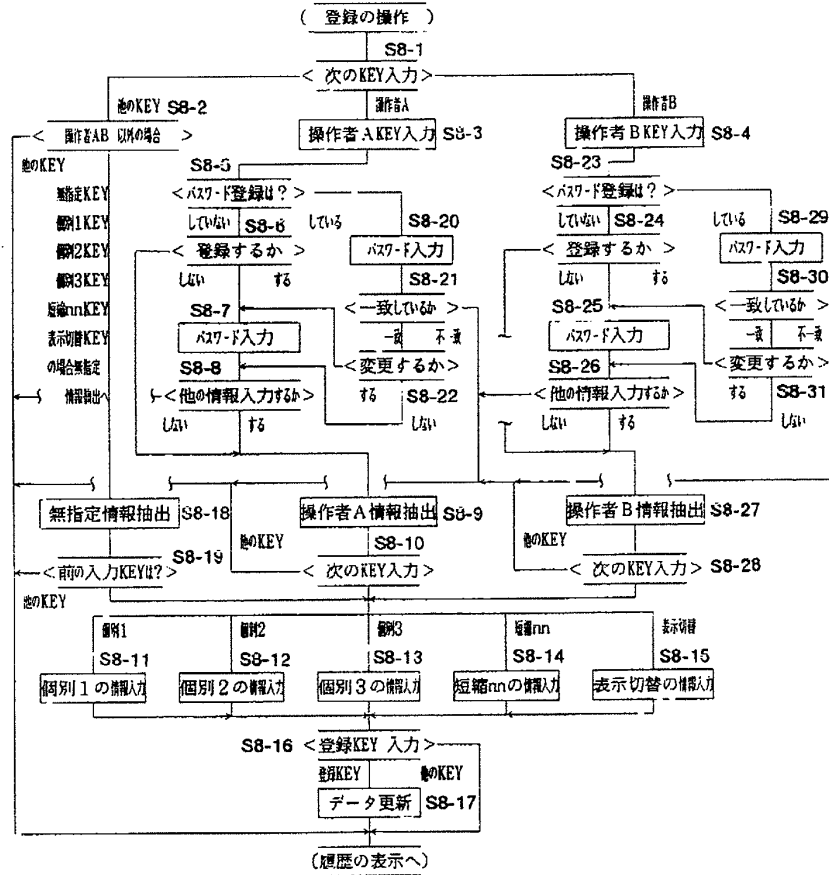 (登録の操作)
S8-1
<次のKEY入力>
他のKEY S8-2
操作者A
操作者B
<操作者AB 以外の場合>
操作者A KEY入力 S8-3
操作者B KEY入力 S8-4
他のKEY
S8-5
S8-23
無指定KEY
<パスワード登録は?>
<パスワード登録は?>
個別1KEY
していない S8-6 している S8-20
していない S8-24 している S8-29
個別2KEY
<登録するか>
パスワード入力
<登録するか>
パスワード入力
個別3KEY
しない する S8-21
しない する S8-30
短縮nnKEY
S8-7
<一致しているか>
S8-25
<一致しているか>
表示切替KEY
パスワード入力
一致 不一致
パスワード入力
一致 不一致
の場合無指定
S8-8
<変更するか>
S8-26
<変更するか>
情報抽出へ
<他の情報入力するか>
する S8-22
<他の情報入力するか>
する S8-31
しない する
しない
しない する
しない
無指定情報抽出 S8-18
操作者A情報抽出 S8-9
操作者B情報抽出 S8-27
S8-19
他のKEY
S8-10
他のKEY
<前の入力KEYは?>
<次のKEY入力>
<次のKEY入力> S8-28
他のKEY
個別1
個別2
個別3
短縮nn
表示切替
S8-11
S8-12
S8-13
S8-14
S8-15
個別1の情報入力
個別2の情報入力
個別3の情報入力
短縮nnの情報入力
表示切替の情報入力
S8-16 <登録KEY 入力>
登録KEY 他のKEY
データ更新 S8-17
(履歴の表示へ)